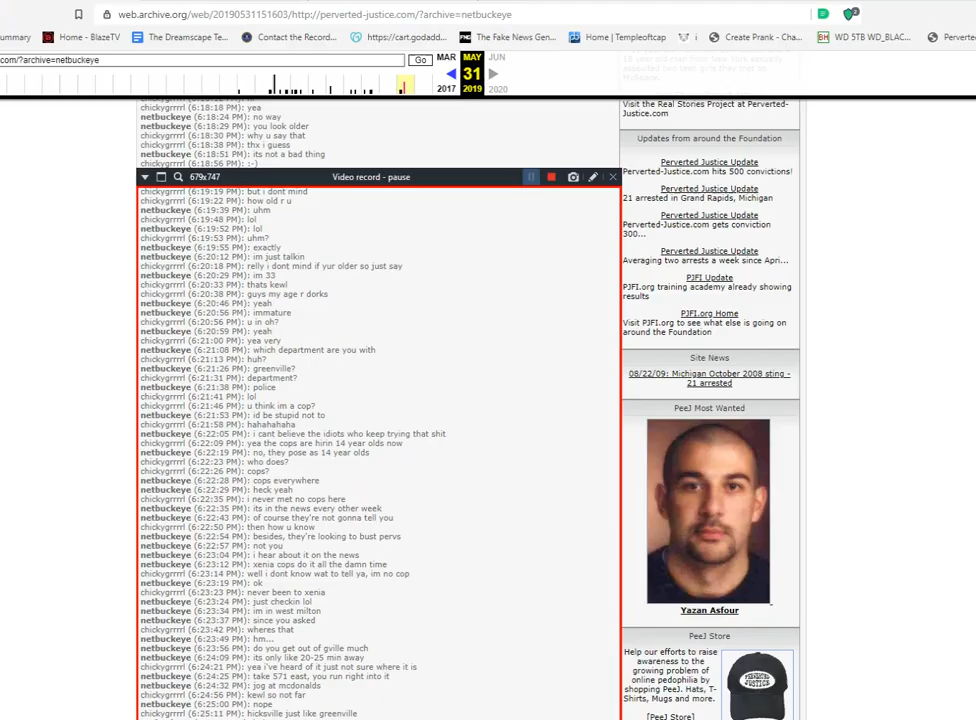 web.archive.org/web/20190531151603/http://perverted-justice.com/?archive=netbuckeye
2
ummary
Home - BlazeTV
The Dreamscape Te...
Contact the Record...
https://cart.godadd...
The Fake News Gen...
Home | Templeoftcap
i
Create Prank - Cha...
WD 5TB WD_BLAC...
Perverted
com/?archive=netbuckeye
Go
MAR
MAY
JUN
31
2017
2019
2020
chickygrrrrl (6:18:18 PM): yea
netbuckeye (6:18:24 PM): no way
netbuckeye (6:18:29 PM): you look older
chickygrrrrl (6:18:30 PM): why u say that
chickygrrrrl (6:18:38 PM): thx i guess
netbuckeye (6:18:51 PM): its not a bad thing
chickygrrrrl (6:18:56 PM): :-)
679x747
Video record - pause
chickygrrrrl (6:19:19 PM): but i dont mind
chickygrrrrl (6:19:22 PM): how old r u
netbuckeye (6:19:39 PM): uhm
netbuckeye (6:19:48 PM): lol
netbuckeye (6:19:52 PM): lol
chickygrrrrl (6:19:53 PM): uhm?
netbuckeye (6:19:55 PM): exactly
netbuckeye (6:20:12 PM): im just talkin
chickygrrrrl (6:20:18 PM): relly i dont mind if yur older so just say
netbuckeye (6:20:29 PM): im 33
chickygrrrrl (6:20:33 PM): thats kewl
chickygrrrrl (6:20:38 PM): guys my age r dorks
netbuckeye (6:20:46 PM): yeah
netbuckeye (6:20:56 PM): immature
chickygrrrrl (6:20:56 PM): u in oh?
netbuckeye (6:20:59 PM): yeah
chickygrrrrl (6:21:00 PM): yea very
netbuckeye (6:21:08 PM): which department are you with
chickygrrrrl (6:21:13 PM): huh?
netbuckeye (6:21:26 PM): greenville?
chickygrrrrl (6:21:31 PM): department?
netbuckeye (6:21:38 PM): police
chickygrrrrl (6:21:41 PM): lol
chickygrrrrl (6:21:46 PM): u think im a cop?
netbuckeye (6:21:53 PM): id be stupid not to
chickygrrrrl (6:21:58 PM): hahahahaha
netbuckeye (6:22:05 PM): i cant believe the idiots who keep trying that shit
chickygrrrrl (6:22:09 PM): yea the cops are hirin 14 year olds now
netbuckeye (6:22:19 PM): no, they pose as 14 year olds
chickygrrrrl (6:22:23 PM): who does?
chickygrrrrl (6:22:26 PM): cops?
netbuckeye (6:22:28 PM): cops everywhere
netbuckeye (6:22:29 PM): heck yeah
chickygrrrrl (6:22:35 PM): i never met no cops here
netbuckeye (6:22:35 PM): its in the news every other week
netbuckeye (6:22:43 PM): of course they're not gonna tell you
chickygrrrrl (6:22:50 PM): then how u know
netbuckeye (6:22:54 PM): besides, they're looking to bust pervs
netbuckeye (6:22:57 PM): not you
netbuckeye (6:23:04 PM): i hear about it on the news
netbuckeye (6:23:12 PM): xenia cops do it all the damn time
chickygrrrrl (6:23:14 PM): well i dont know wat to tell ya, im no cop
netbuckeye (6:23:19 PM): ok
chickygrrrrl (6:23:23 PM): never been to xenia
netbuckeye (6:23:24 PM): just checkin lol
netbuckeye (6:23:34 PM): im in west milton
netbuckeye (6:23:37 PM): since you asked
chickygrrrrl (6:23:42 PM): wheres that
netbuckeye (6:23:49 PM): hm...
netbuckeye (6:23:56 PM): do you get out of gville much
netbuckeye (6:24:09 PM): its only like 20-25 min away
chickygrrrrl (6:24:21 PM): yea i've heard of it just not sure where it is
netbuckeye (6:24:25 PM): take 571 east, you run right into it
netbuckeye (6:24:32 PM): jog at mcdonalds
chickygrrrrl (6:24:56 PM): kewl so not far
netbuckeye (6:25:00 PM): nope
chickygrrrrl (6:25:11 PM): hicksville just like greenville
Visit the Real Stories Project at Perverted-
Justice.com
Updates from around the Foundation
Perverted Justice Update
Perverted-Justice.com hits 500 convictions!
Perverted Justice Update
21 arrested in Grand Rapids, Michigan
Perverted Justice Update
Perverted-Justice.com gets conviction
300...
Perverted Justice Update
Averaging two arrests a week since Apri...
PJFI Update
PJFI.org training academy already showing
results
PJFI.org Home
Visit PJFI.org to see what else is going on
around the Foundation
Site News
08/22/09: Michigan October 2008 sting -
21 arrested
PeeJ Most Wanted
Yazan Asfour
PeeJ Store
Help our efforts to raise
awareness to the
growing problem of
online pedophilia by
shopping PeeJ. Hats, T-
Shirts, Mugs and more.
[PeeJ Store]
PERVERTED
JUSTICE